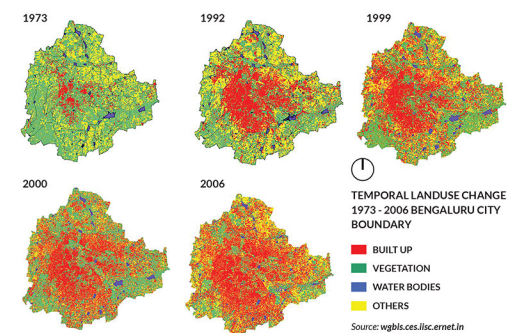 1973
1992
1999
2000
2006
TEMPORAL LANDUSE CHANGE
1973 - 2006 BENGALURU CITY
BOUNDARY
BUILT UP
VEGETATION
WATER BODIES
OTHERS
Source: wgbis.ces.iisc.ernet.in